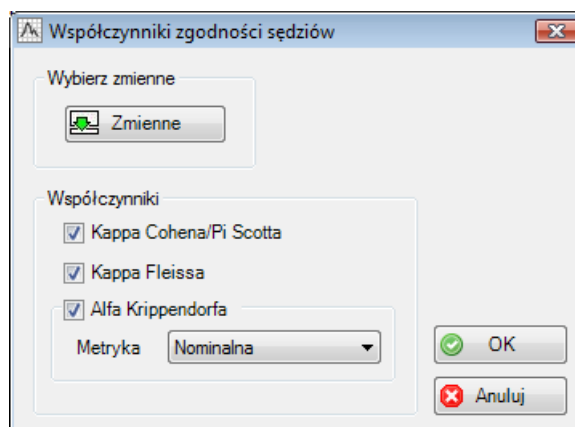 Współczynniki zgodności sędziów
Wybierz zmienne
Zmienne
Współczynniki
Kappa Cohena/Pi Scotta
Kappa Fleissa
Alfa Krippendorfa
Metryka Nominalna
OK
Anuluj